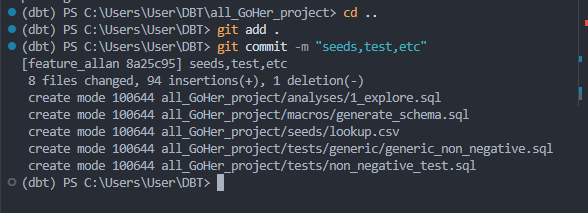 (dbt) PS C:\Users\User\DBT\all_GoHer_project> cd ..
(dbt) PS C:\Users\User\DBT> git add .
(dbt) PS C:\Users\User\DBT> git commit -m "seeds,test,etc"
[feature_allan 8a25c95] seeds,test,etc
8 files changed, 94 insertions(+), 1 deletion(-)
create mode 100644 all_GoHer_project/analyses/1_explore.sql
create mode 100644 all_GoHer_project/macros/generate_schema.sql
create mode 100644 all_GoHer_project/seeds/lookup.csv
create mode 100644 all_GoHer_project/tests/generic/generic_non_negative.sql
create mode 100644 all_GoHer_project/tests/non_negative_test.sql
(dbt) PS C:\Users\User\DBT>